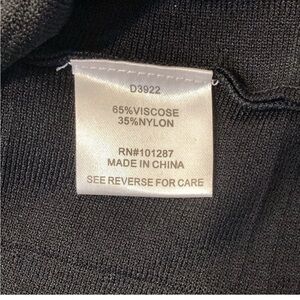 D3922
65%VISCOSE
35%NYLON
RN#101287
MADE IN CHINA
SEE REVERSE FOR CARE